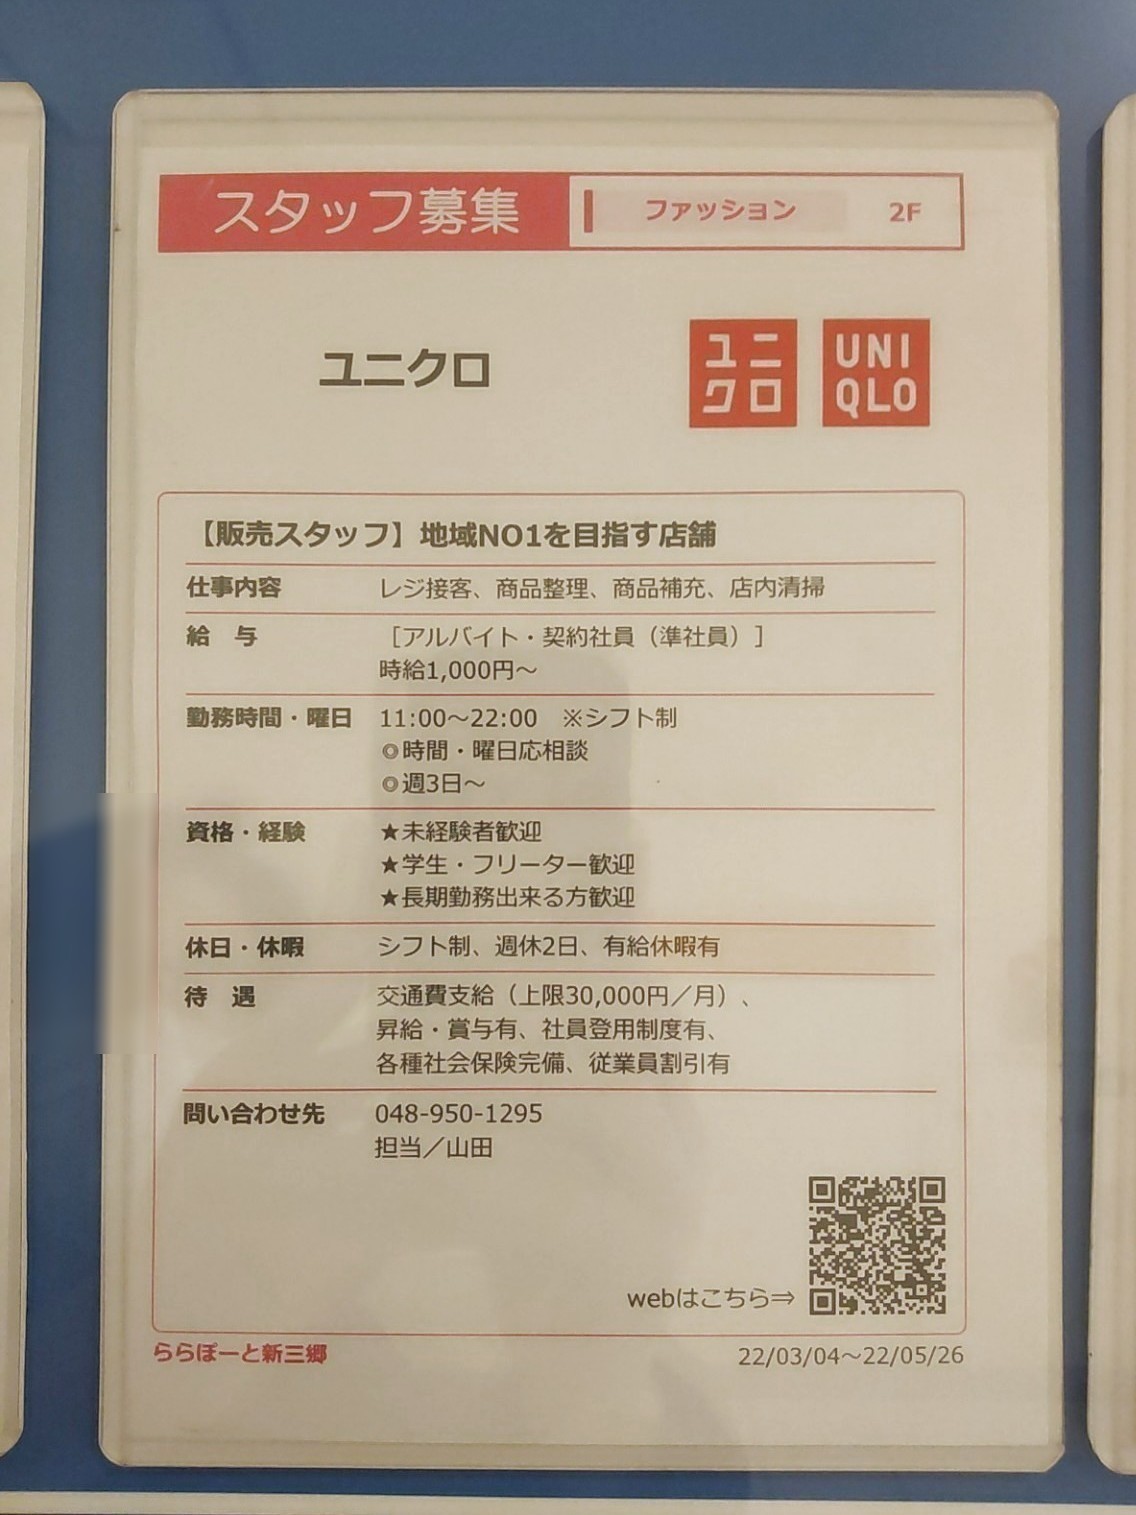 スタッフ募集 ファッション 2F
ユニクロ
ユニ
クロ
UNI
QLO
【販売スタッフ】地域NO1を目指す店舗
仕事内容 レジ接客、商品整理、商品補充、店内清掃
給　与 ［アルバイト・契約社員（準社員）］
時給1,000円～
勤務時間・曜日 11:00～22:00　※シフト制
◎時間・曜日応相談
◎週3日～
資格・経験 ★未経験者歓迎
★学生・フリーター歓迎
★長期勤務出来る方歓迎
休日・休暇 シフト制、週休2日、有給休暇有
待　遇 交通費支給（上限30,000円／月）、
昇給・賞与有、社員登用制度有、
各種社会保険完備、従業員割引有
問い合わせ先 048-950-1295
担当／山田
webはこちら⇒
ららぽーと新三郷 22/03/04～22/05/26